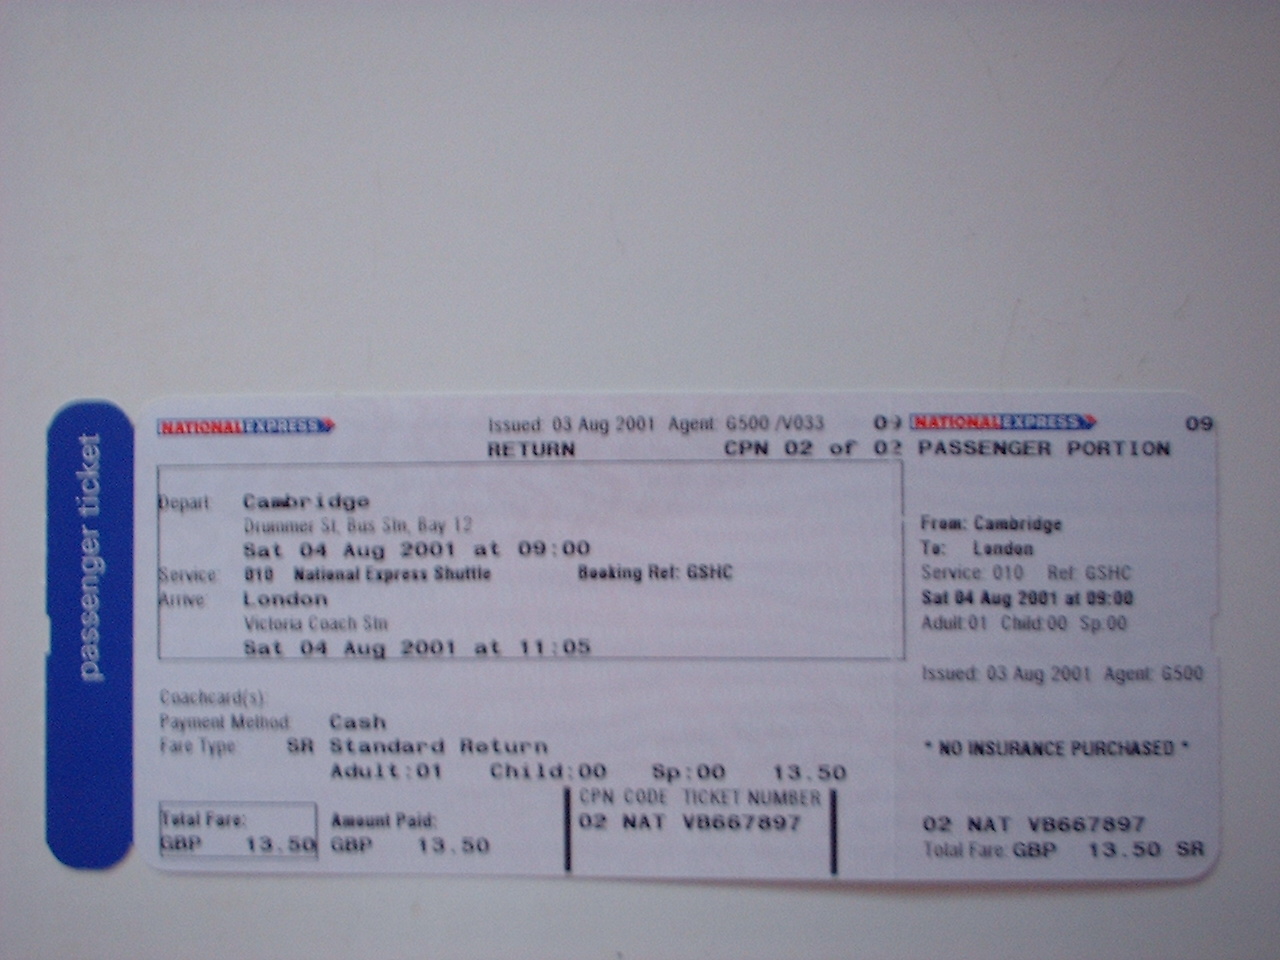 passenger ticket
NATIONAL EXPRESS
Issued: 03 Aug 2001 Agent: G500 /V033 09
RETURN CPN 02 of 02
Depart: Cambridge
Drummer St, Bus Stn, Bay 12
Sat 04 Aug 2001 at 09:00
Service: 010 National Express Shuttle Booking Ref: GSHC
Arrive: London
Victoria Coach Stn
Sat 04 Aug 2001 at 11:05
Coachcard(s):
Payment Method: Cash
Fare Type: SR Standard Return
Adult:01 Child:00 Sp:00 13.50
Total Fare:
GBP 13.50
Amount Paid:
GBP 13.50
CPN CODE TICKET NUMBER
02 NAT VB667897
NATIONAL EXPRESS 09
PASSENGER PORTION
From: Cambridge
To: London
Service: 010 Ref: GSHC
Sat 04 Aug 2001 at 09:00
Adult:01 Child:00 Sp:00
Issued: 03 Aug 2001 Agent: G500
* NO INSURANCE PURCHASED *
02 NAT VB667897
Total Fare: GBP 13.50 SR